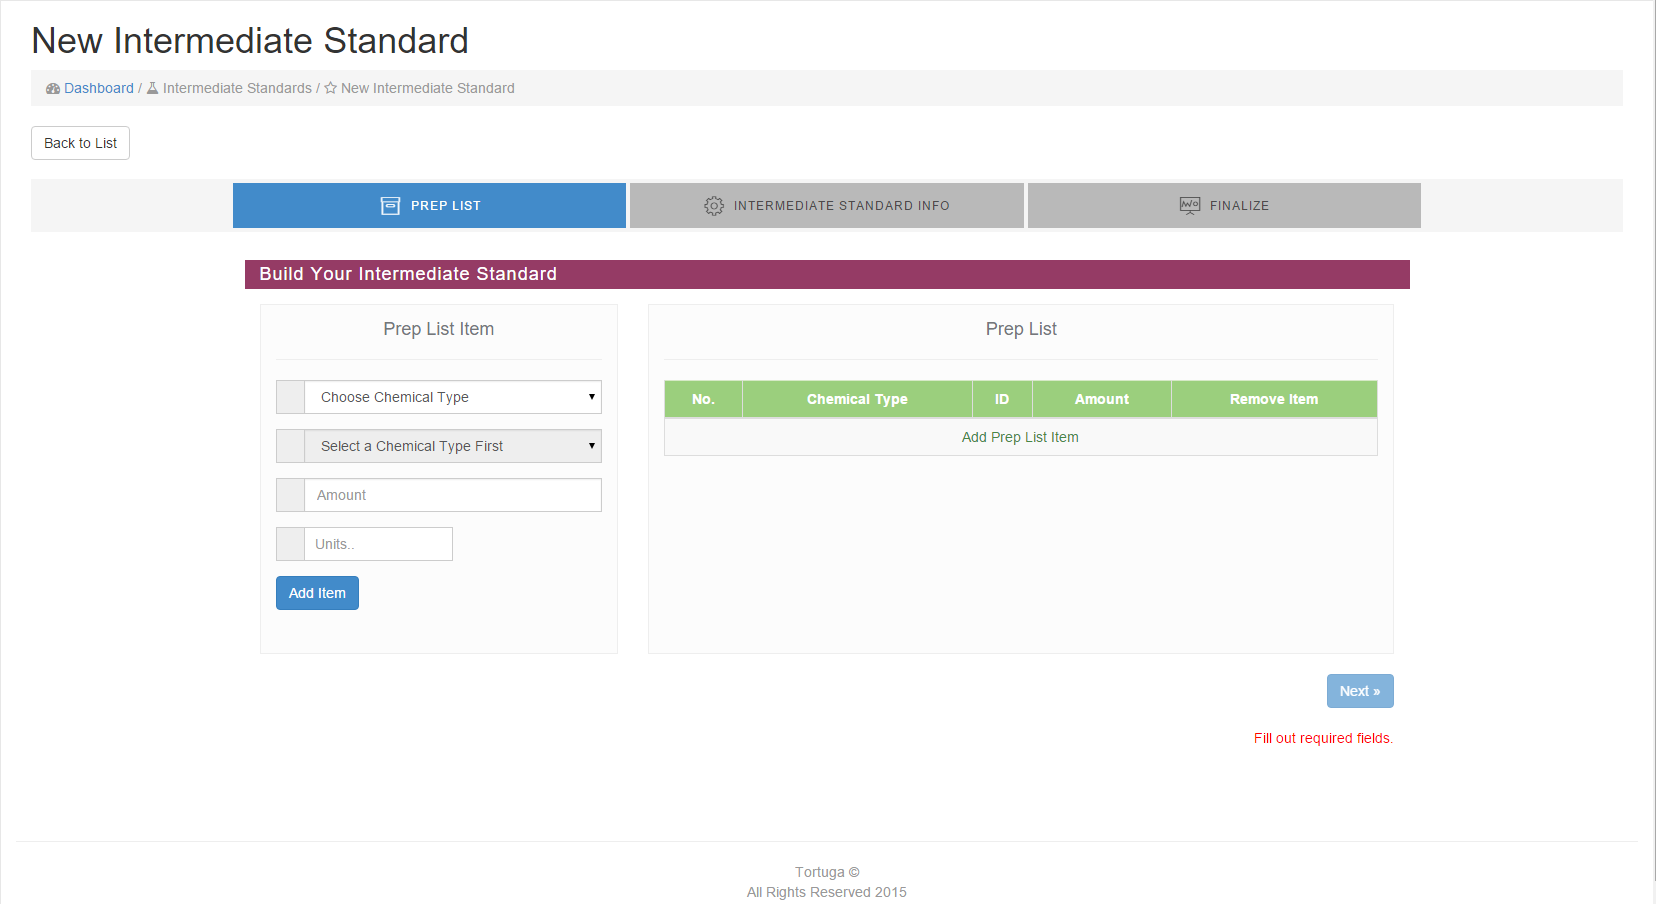 New Intermediate Standard
Dashboard / Intermediate Standards / New Intermediate Standard
Back to List
PREP LIST
INTERMEDIATE STANDARD INFO
FINALIZE
Build Your Intermediate Standard
Prep List Item
Choose Chemical Type
Select a Chemical Type First
Amount
Units..
Add Item
Prep List
No. Chemical Type ID Amount Remove Item
Add Prep List Item
Next »
Fill out required fields.
Tortuga ©
All Rights Reserved 2015